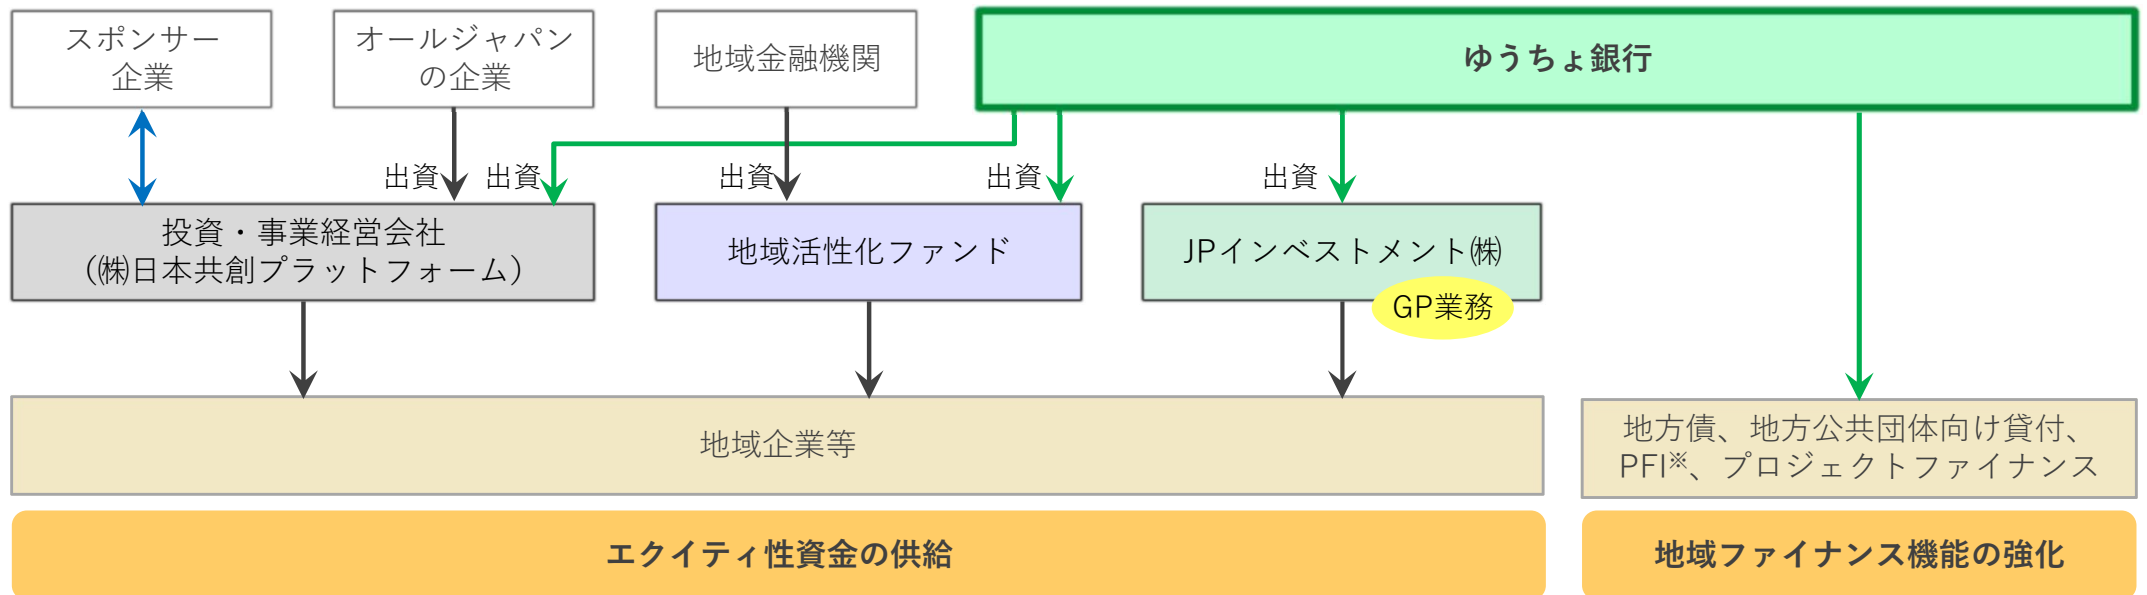 スポンサー
企業
オールジャパン
の企業
地域金融機関
ゆうちょ銀行
出資
出資
出資
出資
出資
投資・事業経営会社
（㈱日本共創プラットフォーム）
地域活性化ファンド
JPインベストメント㈱
GP業務
地域企業等
地方債、地方公共団体向け貸付、
PFI※、プロジェクトファイナンス
エクイティ性資金の供給
地域ファイナンス機能の強化